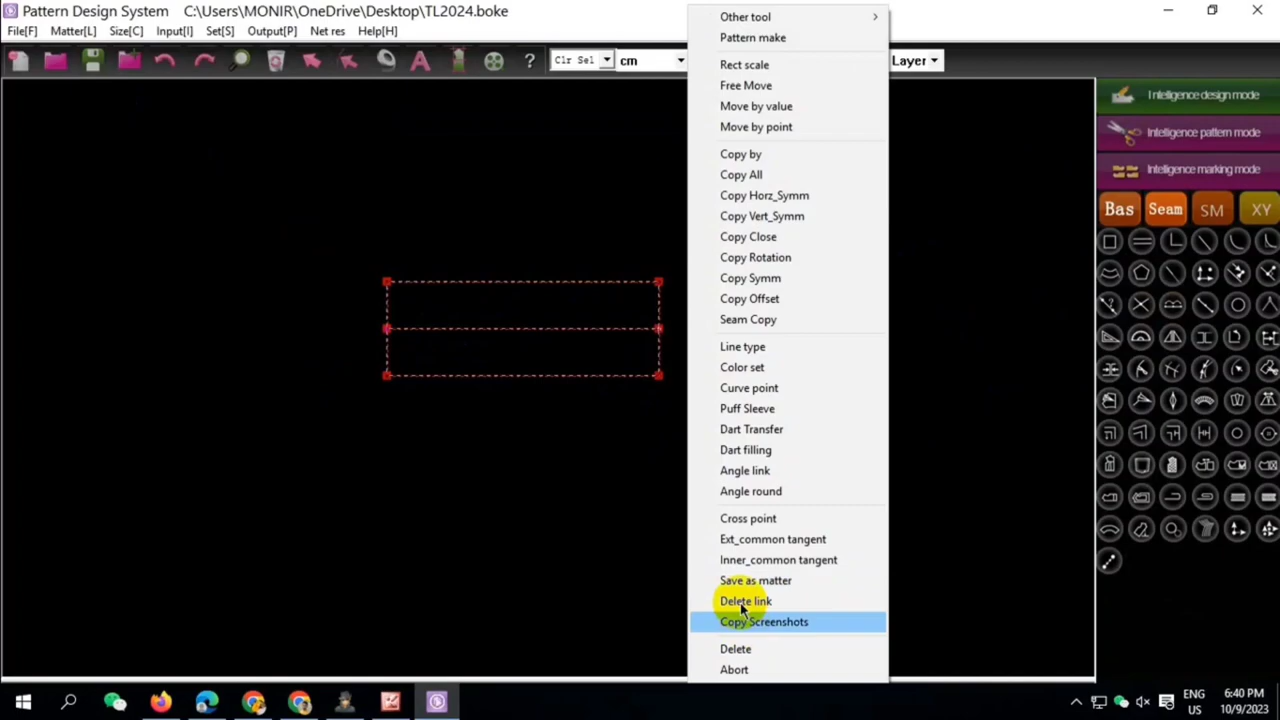 Pattern Design System C:\Users\MONIR\OneDrive\Desktop\TL2024.boke
File[F] Matter[L] Size[C] Input[I] Set[S] Output[P] Net res Help[H]
A ? Clr Sel cm Layer
Other tool
Pattern make
Rect scale
Free Move
Move by value
Move by point
Copy by
Copy All
Copy Horz_Symm
Copy Vert_Symm
Copy Close
Copy Rotation
Copy Symm
Copy Offset
Seam Copy
Line type
Color set
Curve point
Puff Sleeve
Dart Transfer
Dart filling
Angle link
Angle round
Cross point
Ext_common tangent
Inner_common tangent
Save as matter
Delete link
Copy Screenshots
Delete
Abort
Intelligence design mode
Intelligence pattern mode
Intelligence marking mode
Bas Seam SM XY
ENG
US
6:40 PM
10/9/2023